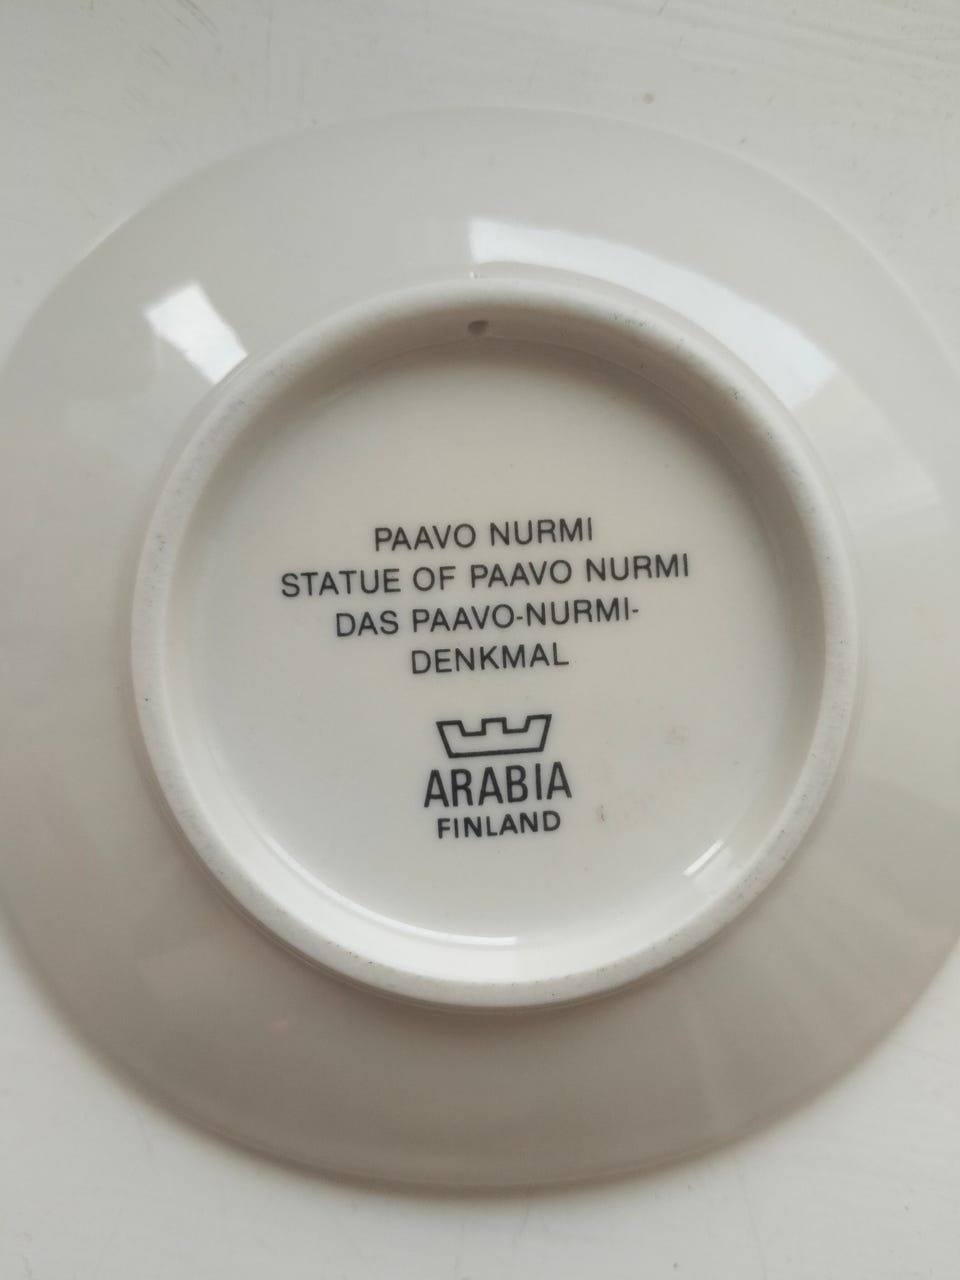 PAAVO NURMI
STATUE OF PAAVO NURMI
DAS PAAVO-NURMI-
DENKMAL
ARABIA
FINLAND